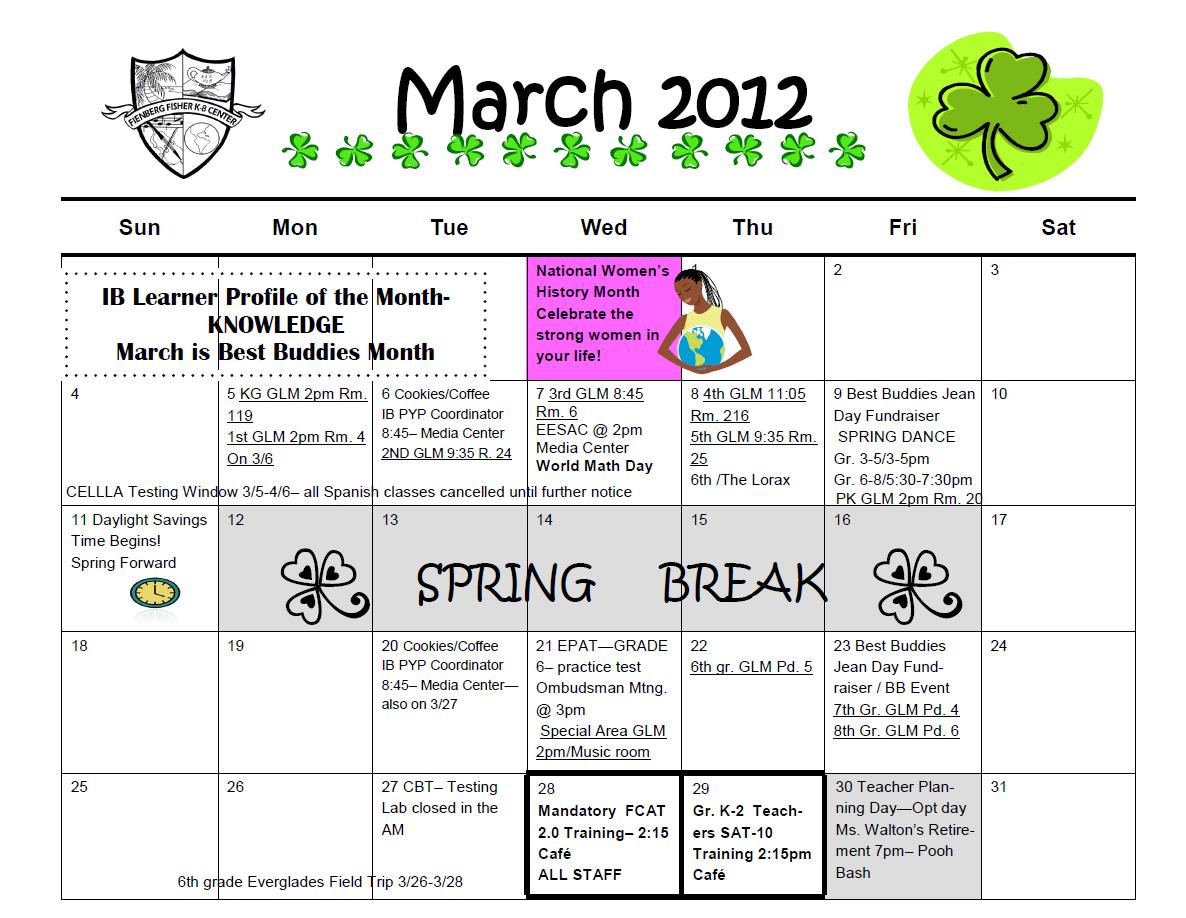 FIENBERG FISHER K-8 CENTER
March 2012
Sun Mon Tue Wed Thu Fri Sat
IB Learner Profile of the Month-
KNOWLEDGE
March is Best Buddies Month
National Women's
History Month
Celebrate the
strong women in
your life!
1
2
3
4
5 KG GLM 2pm Rm.
119
1st GLM 2pm Rm. 4
On 3/6
6 Cookies/Coffee
IB PYP Coordinator
8:45– Media Center
2ND GLM 9:35 R. 24
7 3rd GLM 8:45
Rm. 6
EESAC @ 2pm
Media Center
World Math Day
8 4th GLM 11:05
Rm. 216
5th GLM 9:35 Rm.
25
6th /The Lorax
9 Best Buddies Jean
Day Fundraiser
SPRING DANCE
Gr. 3-5/3-5pm
Gr. 6-8/5:30-7:30pm
PK GLM 2pm Rm. 20
10
CELLLA Testing Window 3/5-4/6– all Spanish classes cancelled until further notice
11 Daylight Savings
Time Begins!
Spring Forward
12
13
14
15
16
17
SPRING BREAK
18
19
20 Cookies/Coffee
IB PYP Coordinator
8:45– Media Center—
also on 3/27
21 EPAT—GRADE
6– practice test
Ombudsman Mtng.
@ 3pm
Special Area GLM
2pm/Music room
22
6th gr. GLM Pd. 5
23 Best Buddies
Jean Day Fund-
raiser / BB Event
7th Gr. GLM Pd. 4
8th Gr. GLM Pd. 6
24
25
26
27 CBT– Testing
Lab closed in the
AM
28
Mandatory FCAT
2.0 Training– 2:15
Café
ALL STAFF
29
Gr. K-2 Teach-
ers SAT-10
Training 2:15pm
Café
30 Teacher Plan-
ning Day—Opt day
Ms. Walton's Retire-
ment 7pm– Pooh
Bash
31
6th grade Everglades Field Trip 3/26-3/28